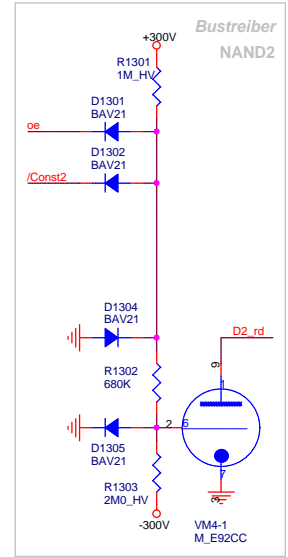 Bustreiber
NAND2
+300V
R1301
1M_HV
D1301
BAV21
oe
D1302
BAV21
/Const2
D1304
BAV21
D2_rd
R1302
680K
9
1
2
6
D1305
BAV21
7
3
R1303
2M0_HV
-300V
VM4-1
M_E92CC